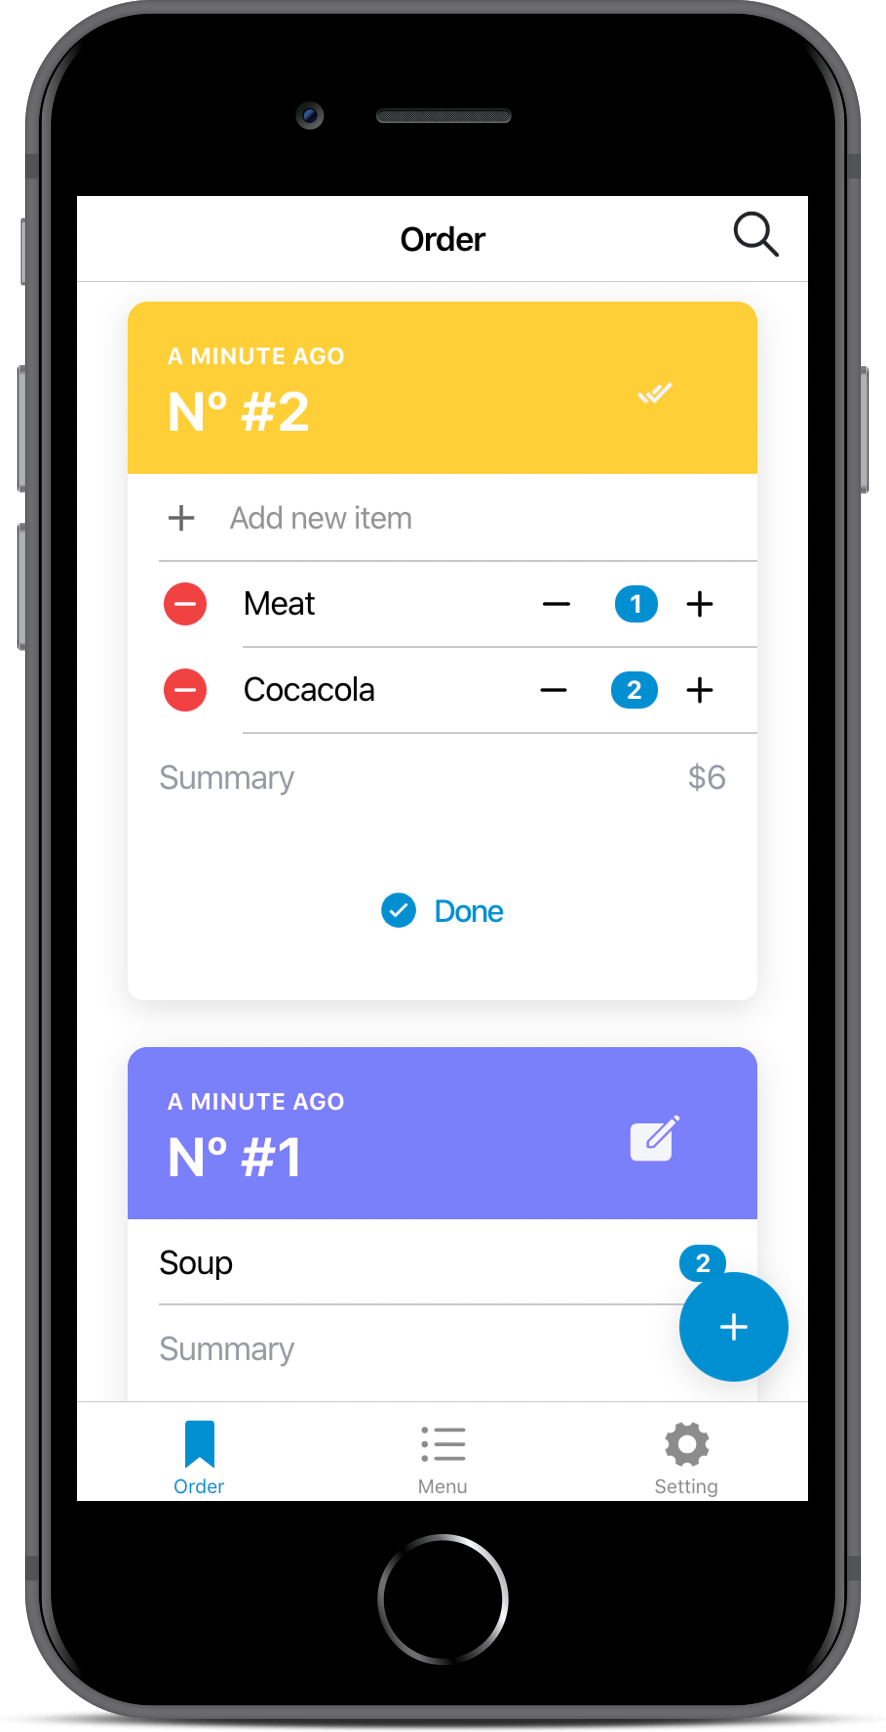 Order
A MINUTE AGO
Nº #2
Add new item
Meat 1
Cocacola 2
Summary $6
Done
A MINUTE AGO
Nº #1
Soup 2
Summary
Order Menu Setting